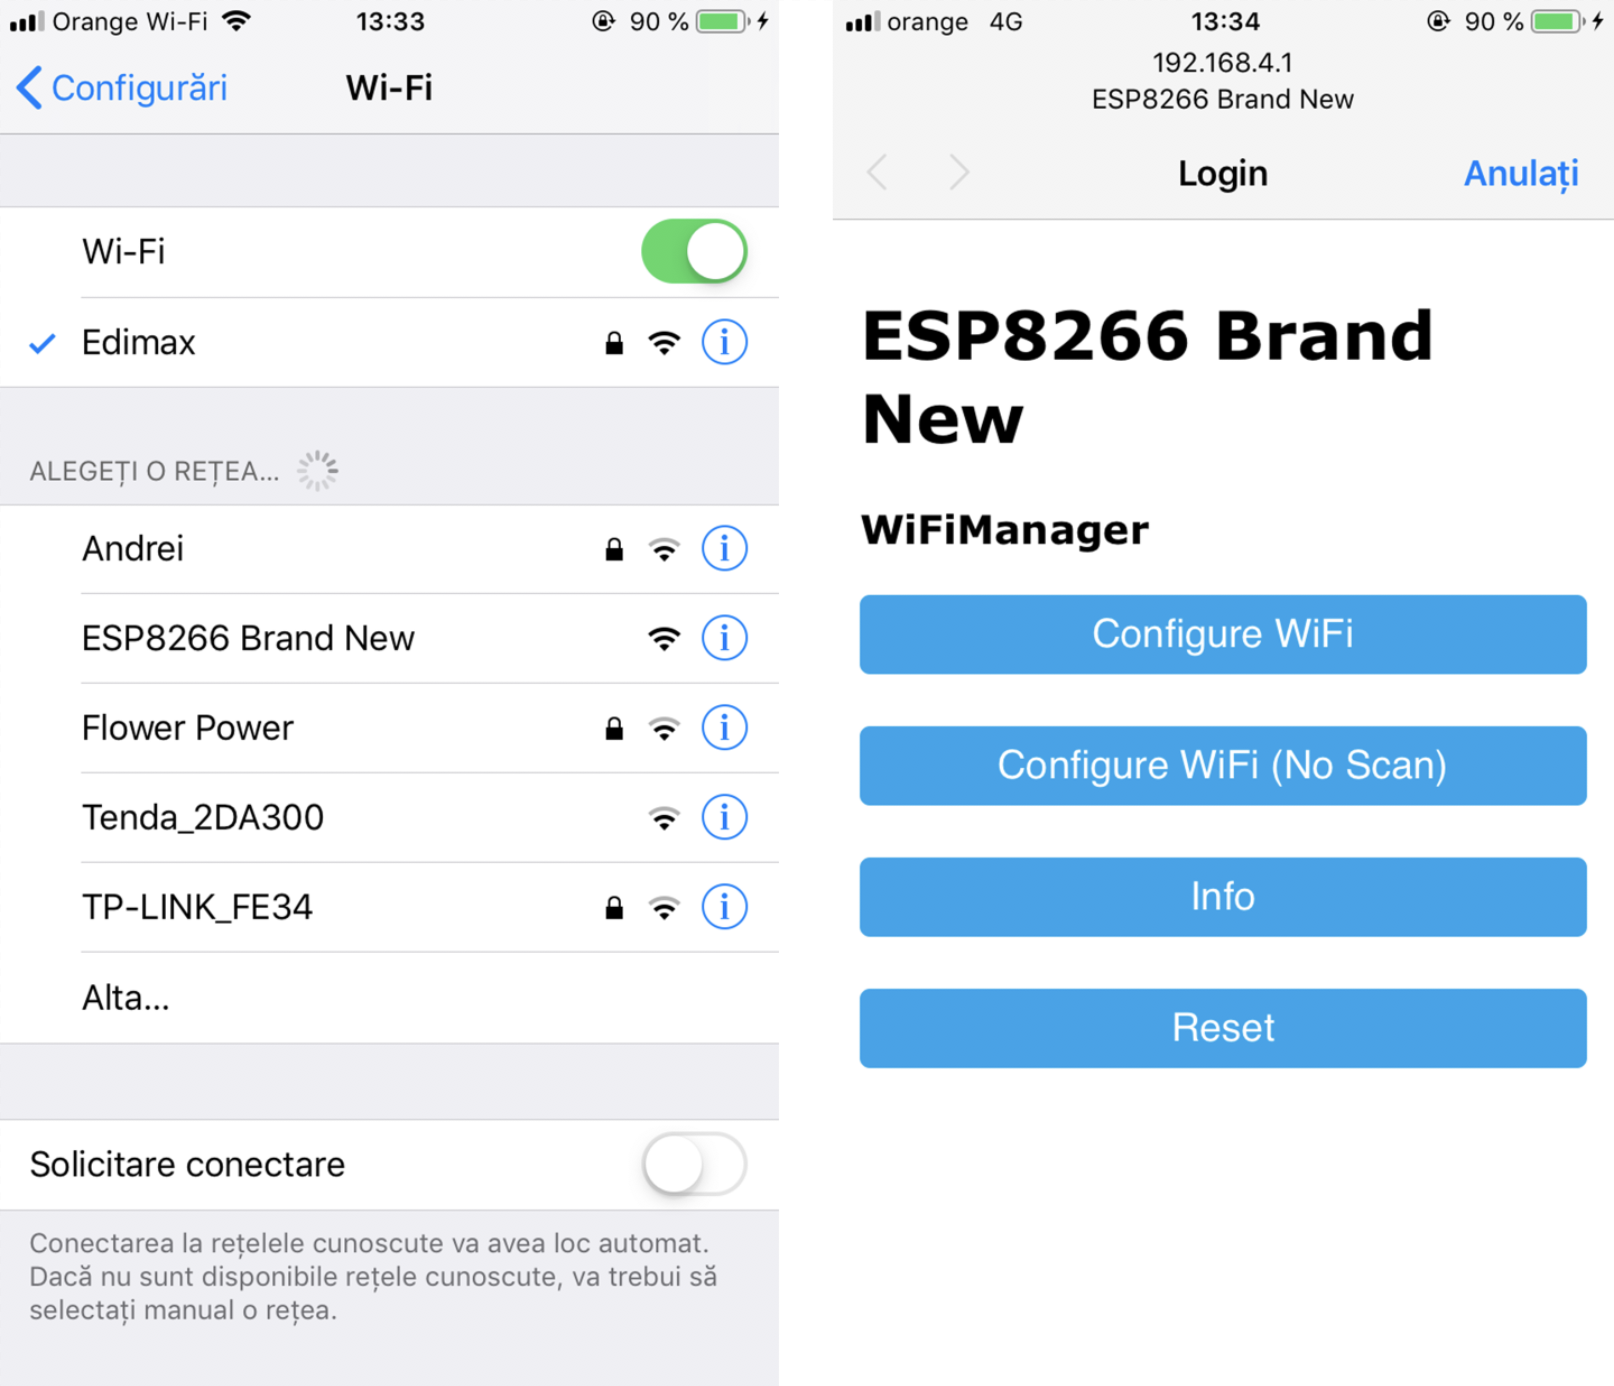 Orange Wi-Fi 13:33 90 %
Configurări Wi-Fi
Wi-Fi
Edimax
ALEGEȚI O REȚEA...
Andrei
ESP8266 Brand New
Flower Power
Tenda_2DA300
TP-LINK_FE34
Alta...
Solicitare conectare
Conectarea la rețelele cunoscute va avea loc automat.
Dacă nu sunt disponibile rețele cunoscute, va trebui să
selectați manual o rețea.
orange 4G 13:34 90 %
192.168.4.1
ESP8266 Brand New
Login Anulați
ESP8266 Brand
New
WiFiManager
Configure WiFi
Configure WiFi (No Scan)
Info
Reset